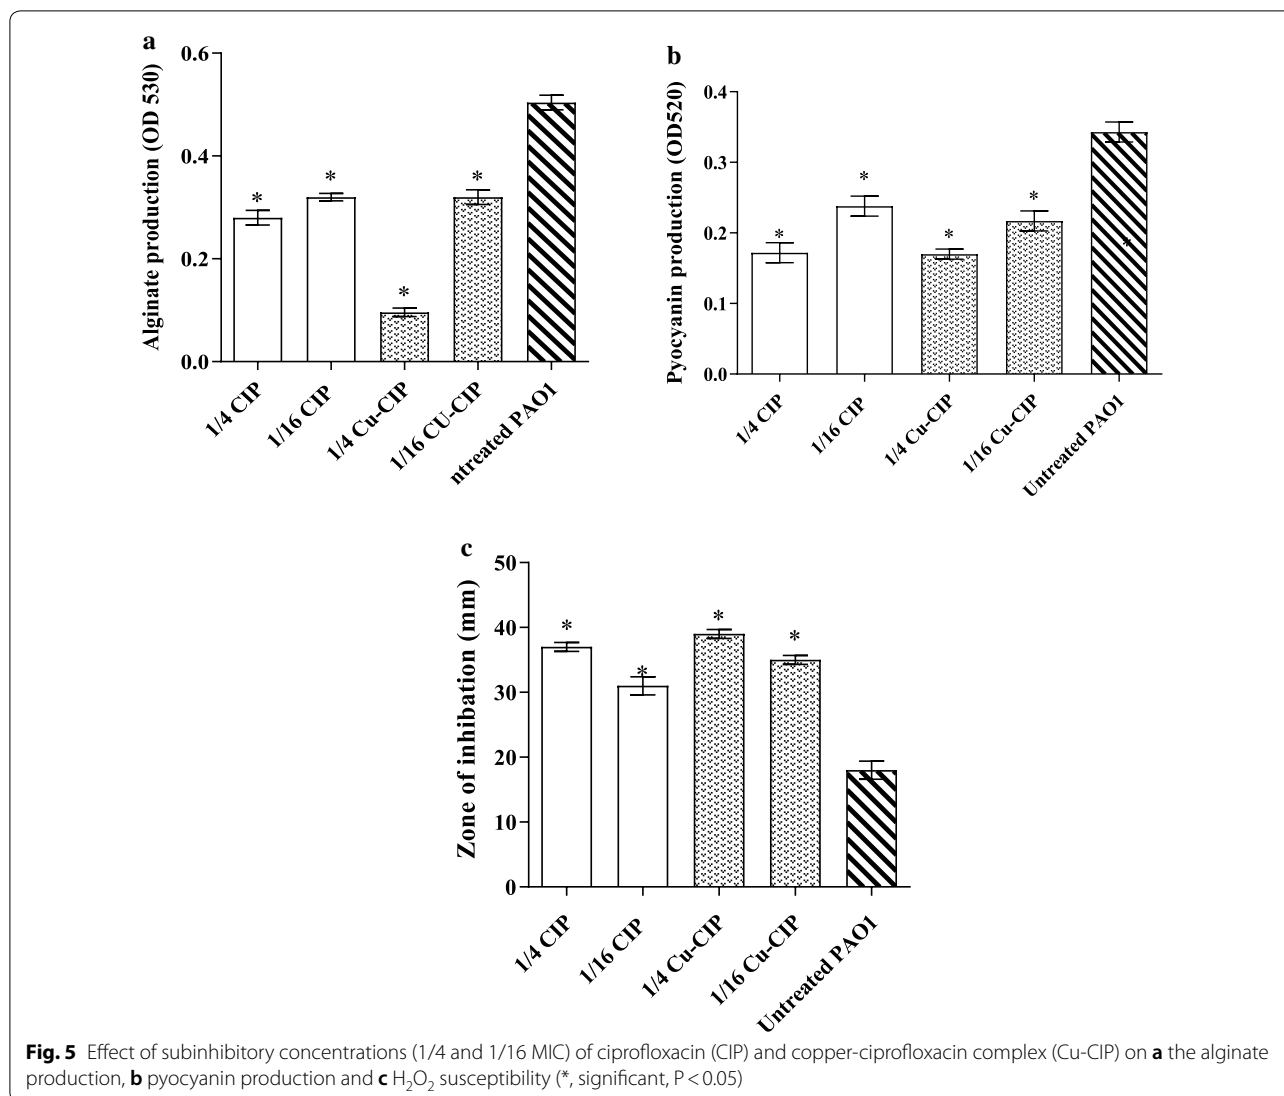 a
Alginate production (OD 530)
0.6
0.4
0.2
0.0
*
*
*
*
1/4 CIP
1/16 CIP
1/4 Cu-CIP
1/16 CU-CIP
ntreated PAO1
b
Pyocyanin production (OD520)
0.4
0.3
0.2
0.1
0.0
*
*
*
*
*
1/4 CIP
1/16 CIP
1/4 Cu-CIP
1/16 Cu-CIP
Untreated PAO1
c
Zone of inhibation (mm)
50
40
30
20
10
0
*
*
*
*
1/4 CIP
1/16 CIP
1/4 Cu-CIP
1/16 Cu-CIP
Untreated PAO1
Fig. 5 Effect of subinhibitory concentrations (1/4 and 1/16 MIC) of ciprofloxacin (CIP) and copper-ciprofloxacin complex (Cu-CIP) on a the alginate
production, b pyocyanin production and c H₂O₂ susceptibility (*, significant, P < 0.05)